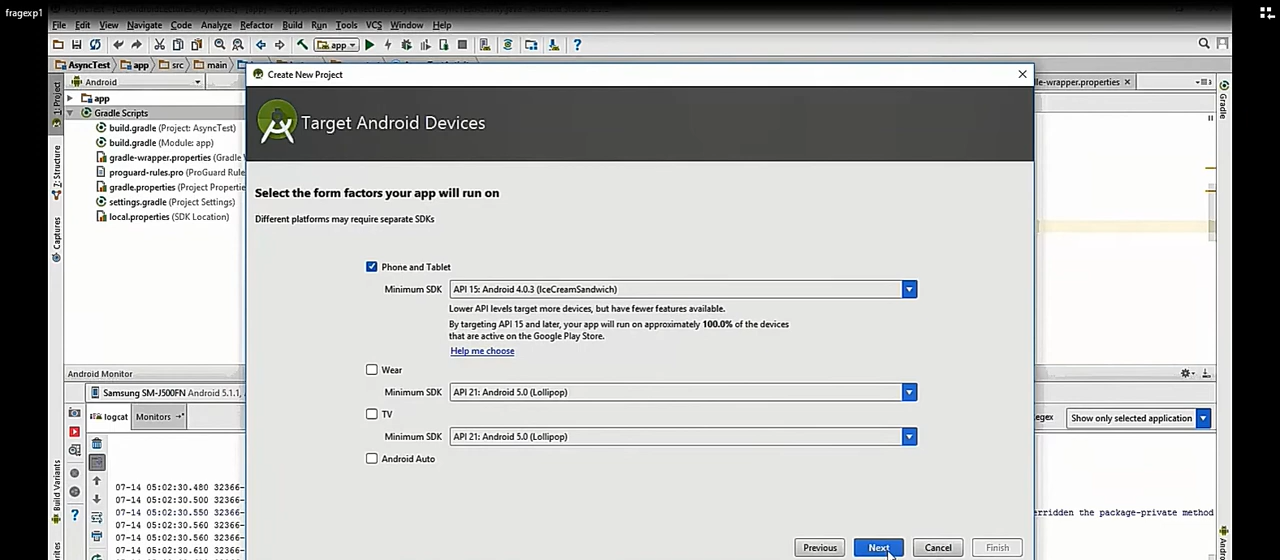 fragexp1
File Edit View Navigate Code Analyze Refactor Build Run Tools VCS Window Help
app
AsyncTest app src main
Create New Project
le-wrapper.properties
1: Project
Android
Target Android Devices
Gradle
app
Gradle Scripts
build.gradle (Project: AsyncTest)
build.gradle (Module: app)
gradle-wrapper.properties (Gradle
proguard-rules.pro (ProGuard Rule
gradle.properties (Project Propertie
settings.gradle (Project Settings)
local.properties (SDK Location)
7: Structure
Captures
Select the form factors your app will run on
Different platforms may require separate SDKs
Phone and Tablet
Minimum SDK API 15: Android 4.0.3 (IceCreamSandwich)
Lower API levels target more devices, but have fewer features available.
By targeting API 15 and later, your app will run on approximately 100.0% of the devices
that are active on the Google Play Store.
Help me choose
Wear
Minimum SDK API 21: Android 5.0 (Lollipop)
TV
Minimum SDK API 21: Android 5.0 (Lollipop)
Android Auto
Android Monitor
Samsung SM-J500FN Android 5.1.1,
logcat Monitors
egex Show only selected application
Build Variants
07-14 05:02:30.480 32366-
07-14 05:02:30.500 32366-
07-14 05:02:30.550 32366-
07-14 05:02:30.560 32366-
07-14 05:02:30.560 32366-
07-14 05:02:30.610 32366-
erridden the package-private method
Previous Next Cancel Finish